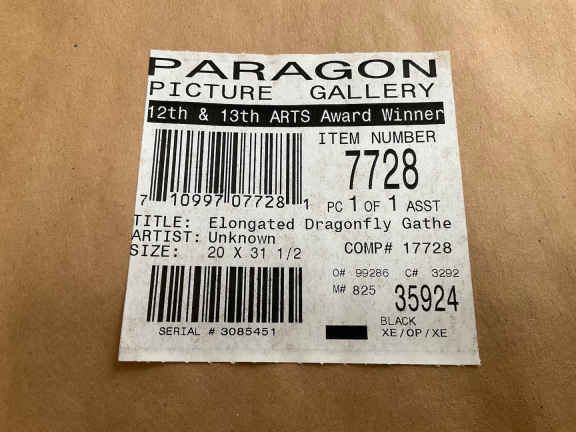 PARAGON
PICTURE GALLERY
12th & 13th ARTS Award Winner
ITEM NUMBER
7728
7 10997 07728 1
PC 1 OF 1 ASST
TITLE: Elongated Dragonfly Gathe
ARTIST: Unknown
SIZE: 20 X 31 1/2
COMP# 17728
O# 99286 C# 3292
M# 825 35924
SERIAL # 3085451
BLACK
XE/OP/XE